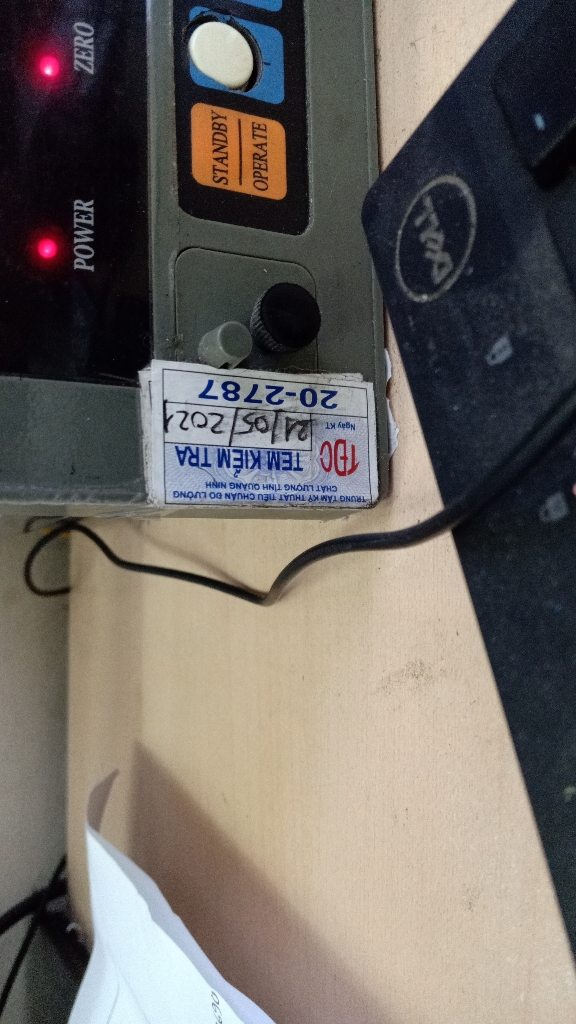 ZERO
POWER
STANDBY
OPERATE
DELL
TRUNG TÂM KỸ THUẬT TIÊU CHUẨN ĐO LƯỜNG
CHẤT LƯỢNG TỈNH QUẢNG NINH
TĐC
TEM KIỂM TRA
Ngày KT
21/05/2021
20-2787